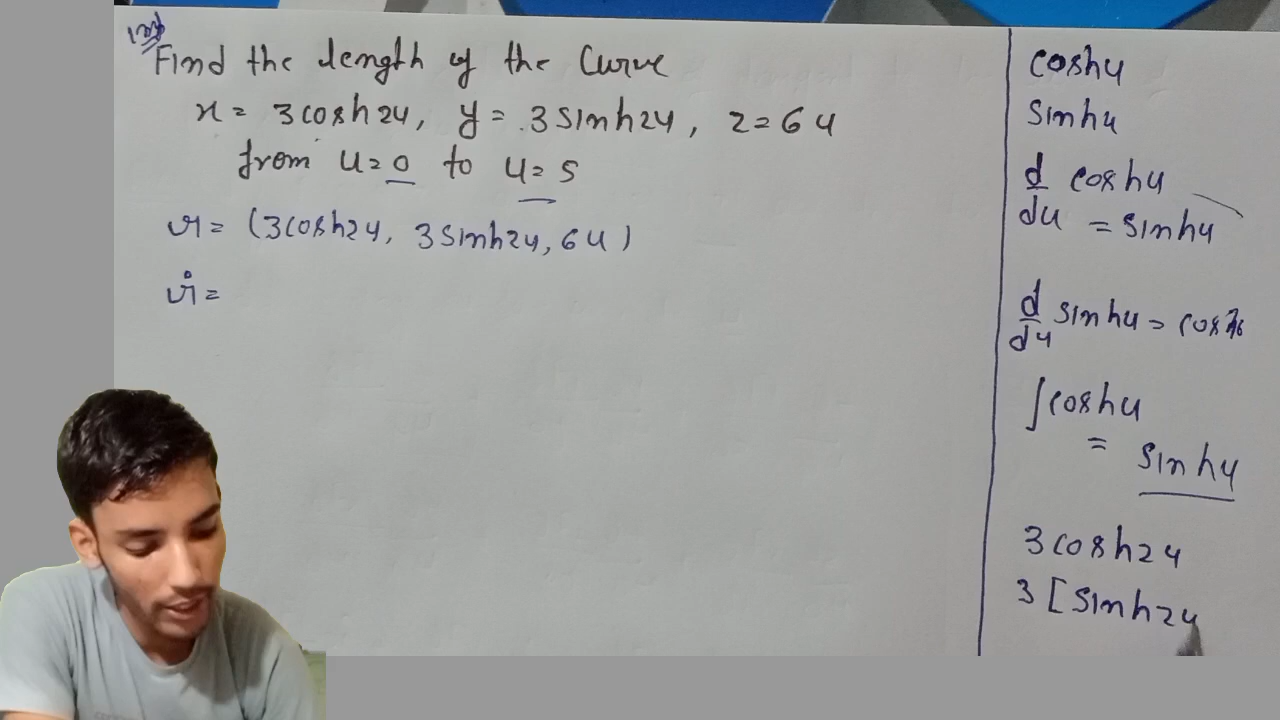 Find the length of the Curve
x = 3cosh2u, y = 3sinh2u, z = 6u
from u=0 to u=5
r = (3cosh2u, 3sinh2u, 6u)
ṙ =
coshu
sinhu
d/du coshu
= sinhu
d/du sinhu =
∫coshu
= sinhu
3cosh2u
3[sinh2u